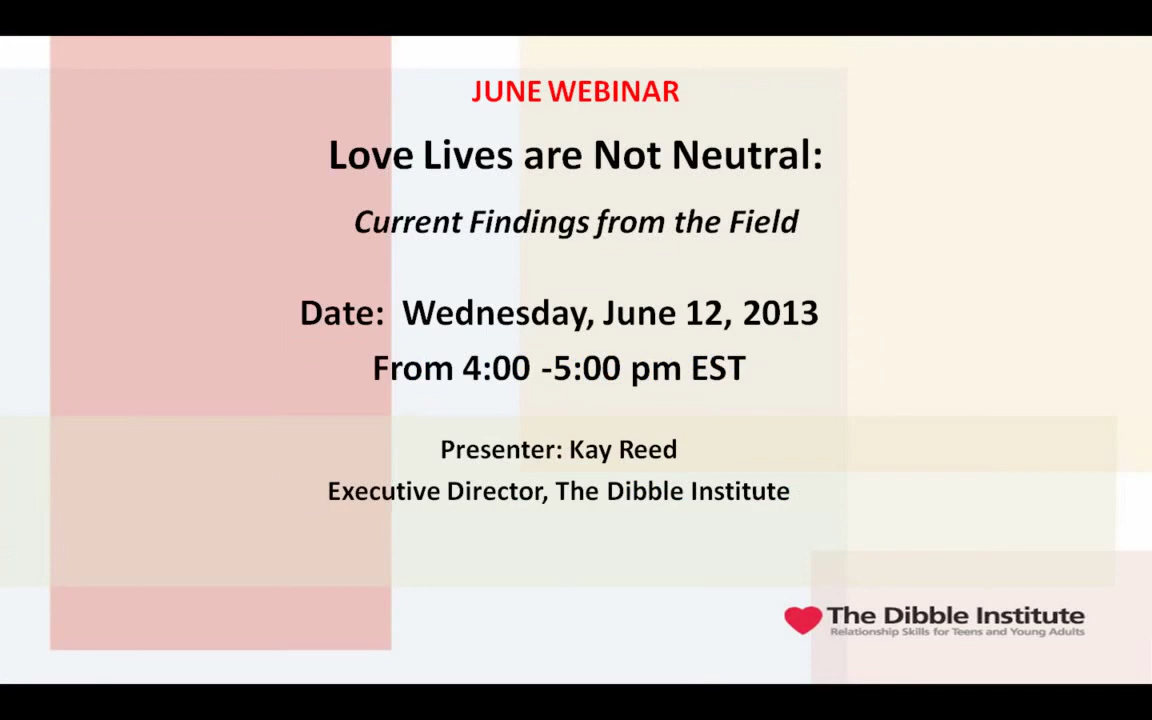 JUNE WEBINAR
Love Lives are Not Neutral:
Current Findings from the Field
Date:  Wednesday, June 12, 2013
From 4:00 -5:00 pm EST
Presenter: Kay Reed
Executive Director, The Dibble Institute
The Dibble Institute
Relationship Skills for Teens and Young Adults